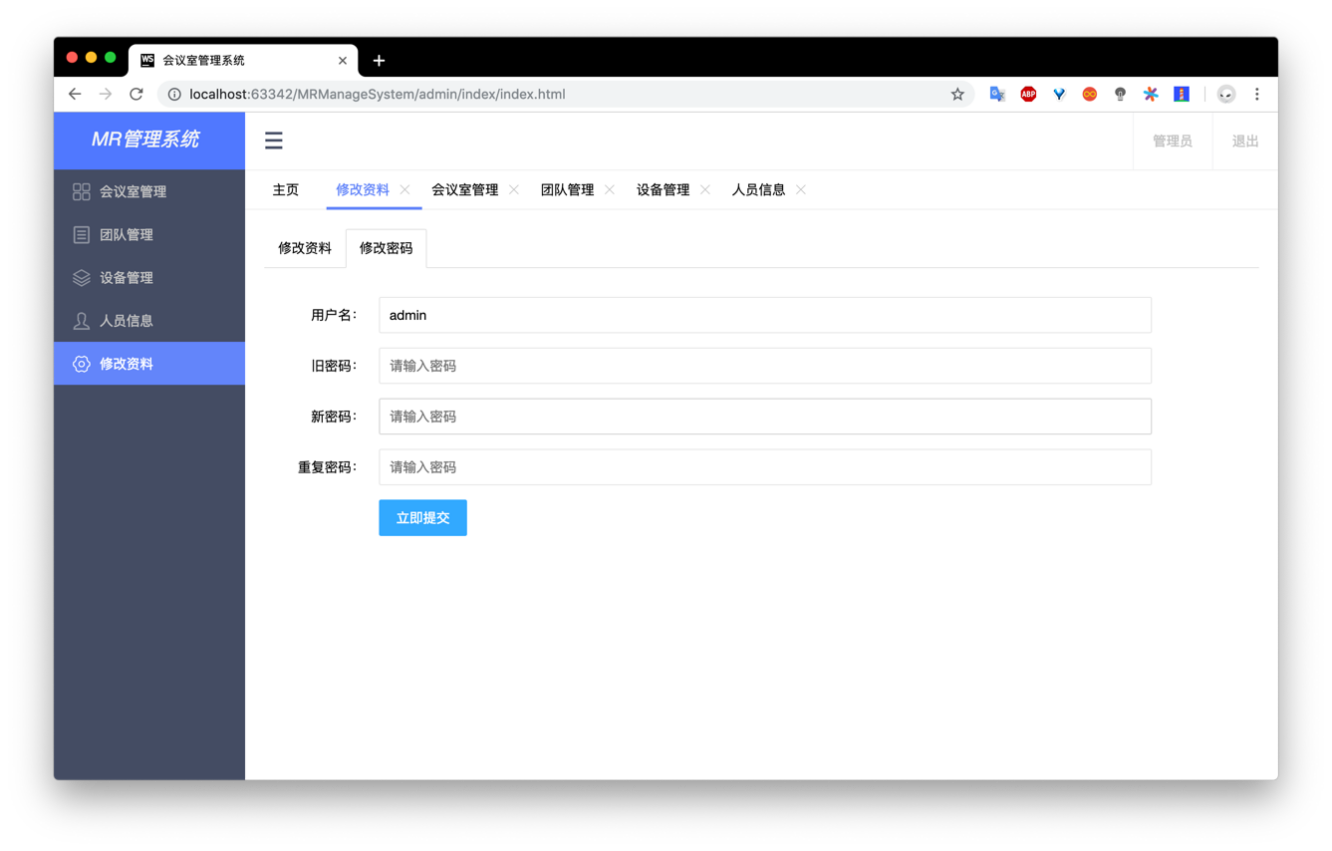 WS 会议室管理系统
localhost:63342/MRManageSystem/admin/index/index.html
ABP
MR管理系统
管理员 退出
会议室管理
团队管理
设备管理
人员信息
修改资料
主页 修改资料 会议室管理 团队管理 设备管理 人员信息
修改资料 修改密码
用户名： admin
旧密码： 请输入密码
新密码： 请输入密码
重复密码： 请输入密码
立即提交